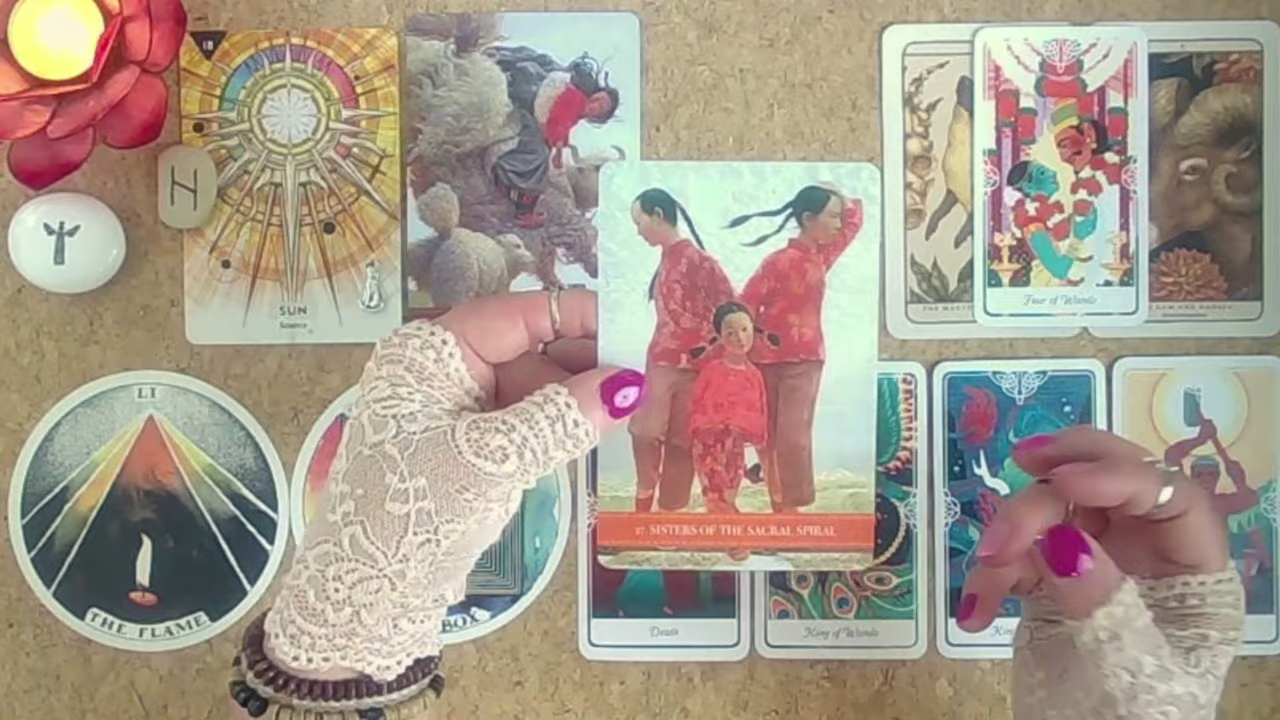 18
SUN
Source
Four of Wands
LI
THE FLAME
BOX
17. SISTERS OF THE SACRAL SPIRAL
Death
King of Wands